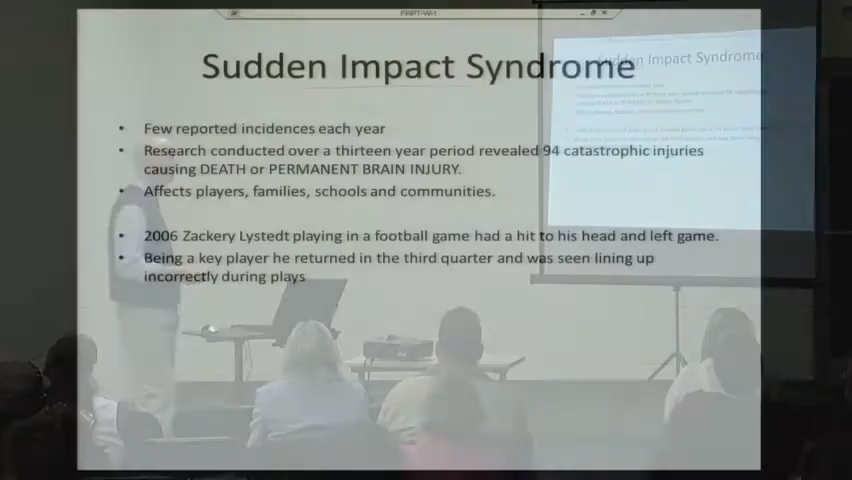 FRPT-W-1
Sudden Impact Syndrome
• Few reported incidences each year
• Research conducted over a thirteen year period revealed 94 catastrophic injuries
causing DEATH or PERMANENT BRAIN INJURY.
• Affects players, families, schools and communities.
• 2006 Zackery Lystedt playing in a football game had a hit to his head and left game.
• Being a key player he returned in the third quarter and was seen lining up
incorrectly during plays
Sudden Impact Syndrome